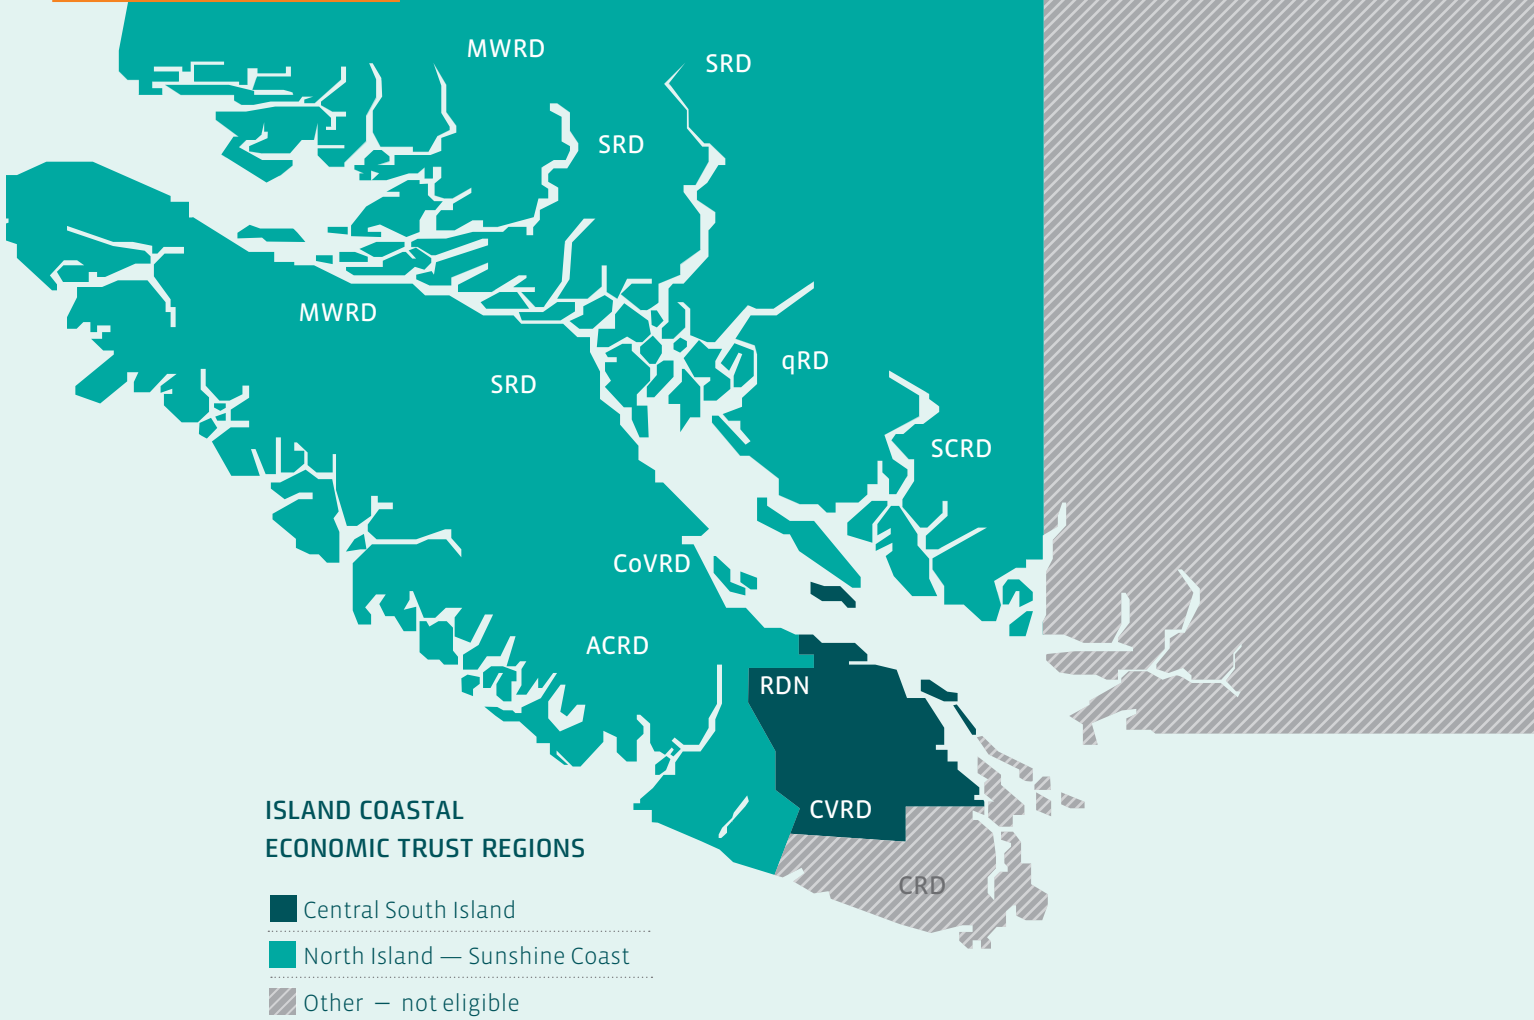 MWRD
SRD
SRD
MWRD
SRD
qRD
SCRD
CoVRD
ACRD
RDN
CVRD
CRD
ISLAND COASTAL
ECONOMIC TRUST REGIONS
Central South Island
North Island — Sunshine Coast
Other – not eligible